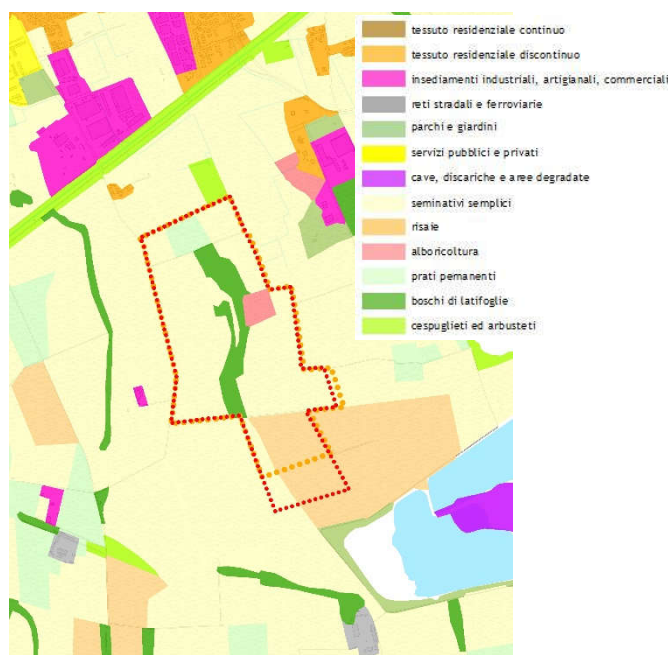 tessuto residenziale continuo
tessuto residenziale discontinuo
insediamenti industriali, artigianali, commerciali
reti stradali e ferroviarie
parchi e giardini
servizi pubblici e privati
cave, discariche e aree degradate
seminativi semplici
risaie
alboricoltura
prati pemanenti
boschi di latifoglie
cespuglieti ed arbusteti